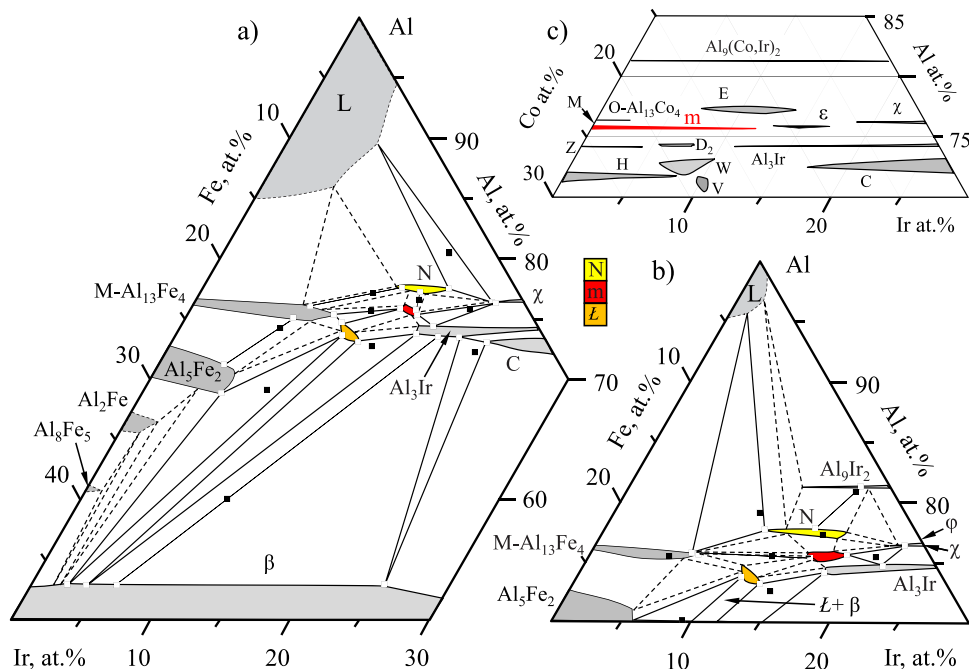 a)
Al
L
10
90
Fe, at.%
Al, at.%
20
80
N
M-Al13Fe4
χ
30
Al5Fe2
Al3Ir
C
70
Al2Fe
Al8Fe5
40
60
β
Ir, at.%
10
20
30
N
m
Ł
c)
85
Al9(Co,Ir)2
20
Co at.%
Al at.%
E
M
O-Al13Co4
m
ε
χ
75
Z
D2
Al3Ir
H
W
C
V
30
10
20
Ir at.%
b)
Al
L
10
90
Fe, at.%
Al, at.%
20
Al9Ir2
80
N
φ
M-Al13Fe4
χ
Al3Ir
Al5Fe2
Ł+ β
Ir, at.%
10
20